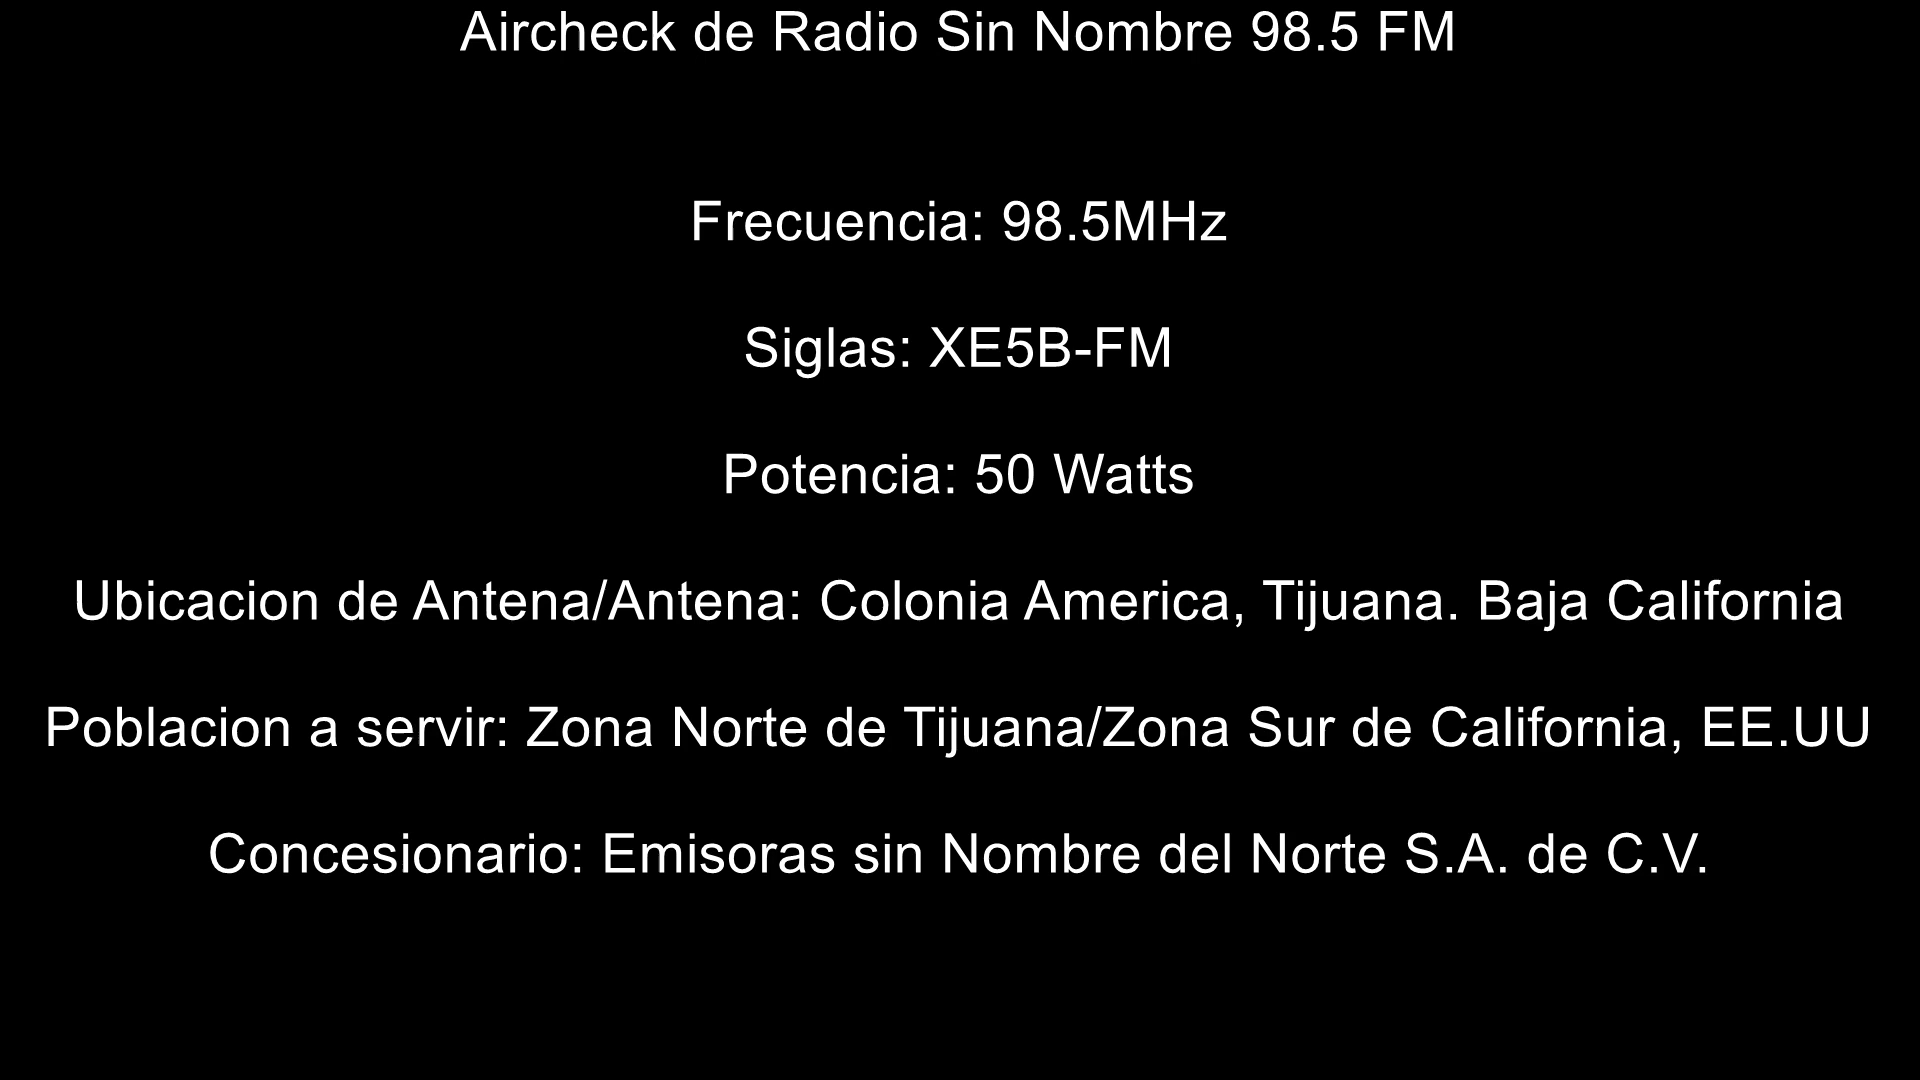 Aircheck de Radio Sin Nombre 98.5 FM
Frecuencia: 98.5MHz
Siglas: XE5B-FM
Potencia: 50 Watts
Ubicacion de Antena/Antena: Colonia America, Tijuana. Baja California
Poblacion a servir: Zona Norte de Tijuana/Zona Sur de California, EE.UU
Concesionario: Emisoras sin Nombre del Norte S.A. de C.V.